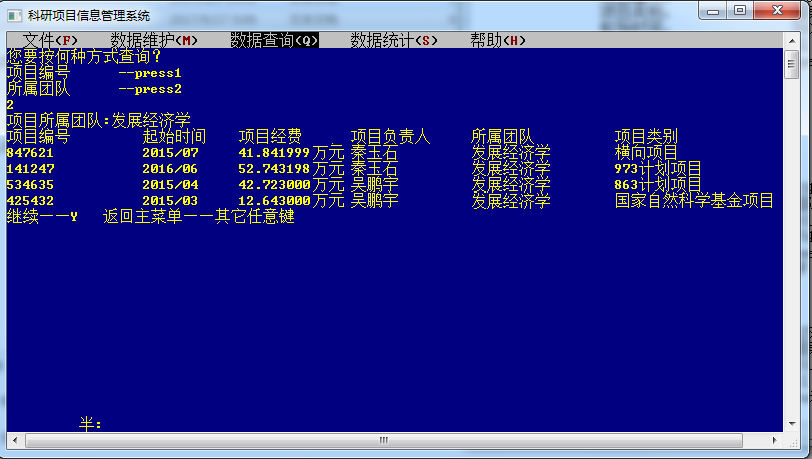 科研项目信息管理系统
文件(F) 数据维护(M) 数据查询(Q) 数据统计(S) 帮助(H)
您要按何种方式查询?
项目编号 --press1
所属团队 --press2
2
项目所属团队:发展经济学
项目编号 起始时间 项目经费 项目负责人 所属团队 项目类别
847621 2015/07 41.841999万元 秦玉石 发展经济学 横向项目
141247 2016/06 52.743198万元 秦玉石 发展经济学 973计划项目
534635 2015/04 42.723000万元 吴鹏宇 发展经济学 863计划项目
425432 2015/03 12.643000万元 吴鹏宇 发展经济学 国家自然科学基金项目
继续——Y 返回主菜单——其它任意键
半: